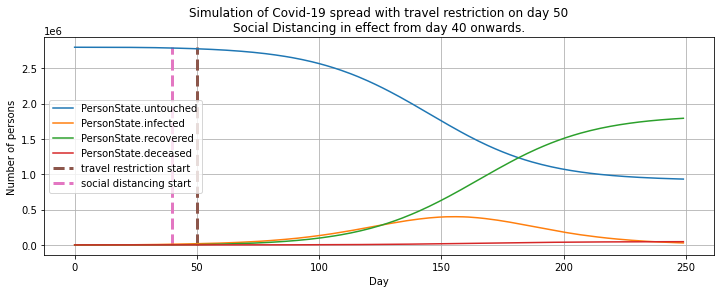 Simulation of Covid-19 spread with travel restriction on day 50
Social Distancing in effect from day 40 onwards.
1e6
2.5
2.0
1.5
1.0
0.5
0.0
Number of persons
PersonState.untouched
PersonState.infected
PersonState.recovered
PersonState.deceased
travel restriction start
social distancing start
0
50
100
150
200
250
Day